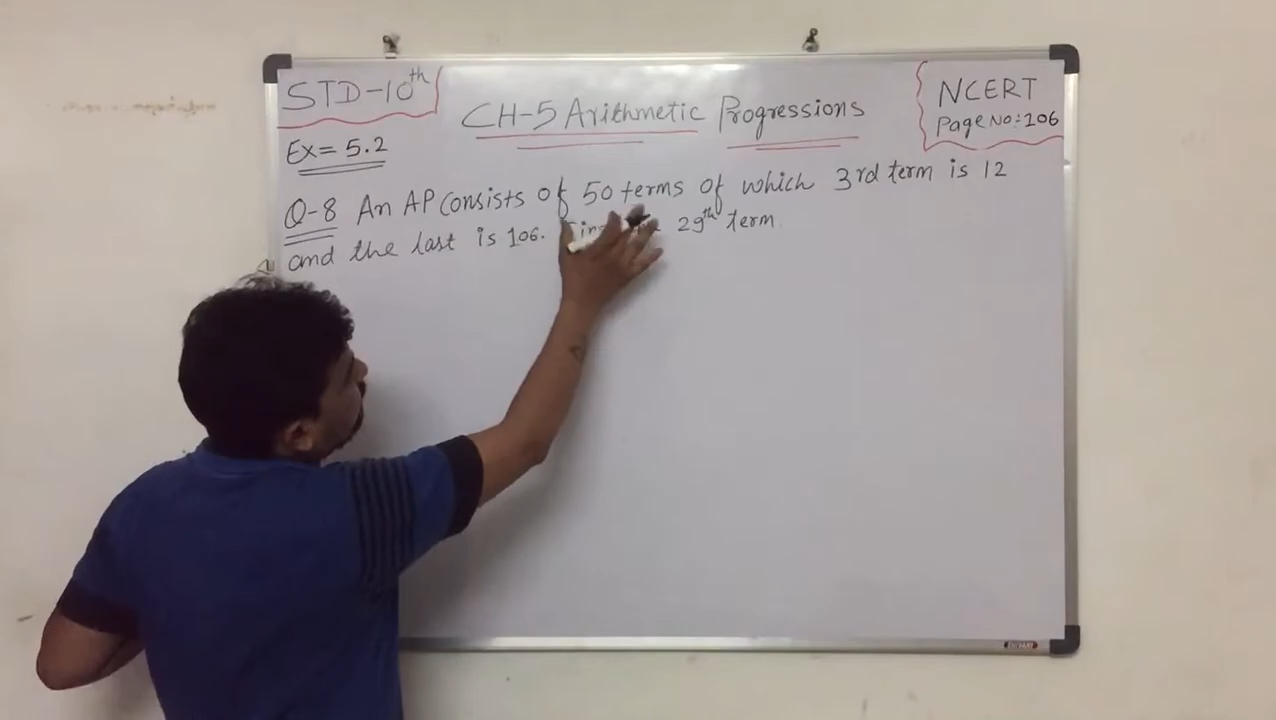 STD-10th
CH-5 Arithmetic Progressions
NCERT
Page No:-106
Ex= 5.2
Q-8 An AP Consists of 50 terms of which 3rd term is 12
and the last is 106. 29th term